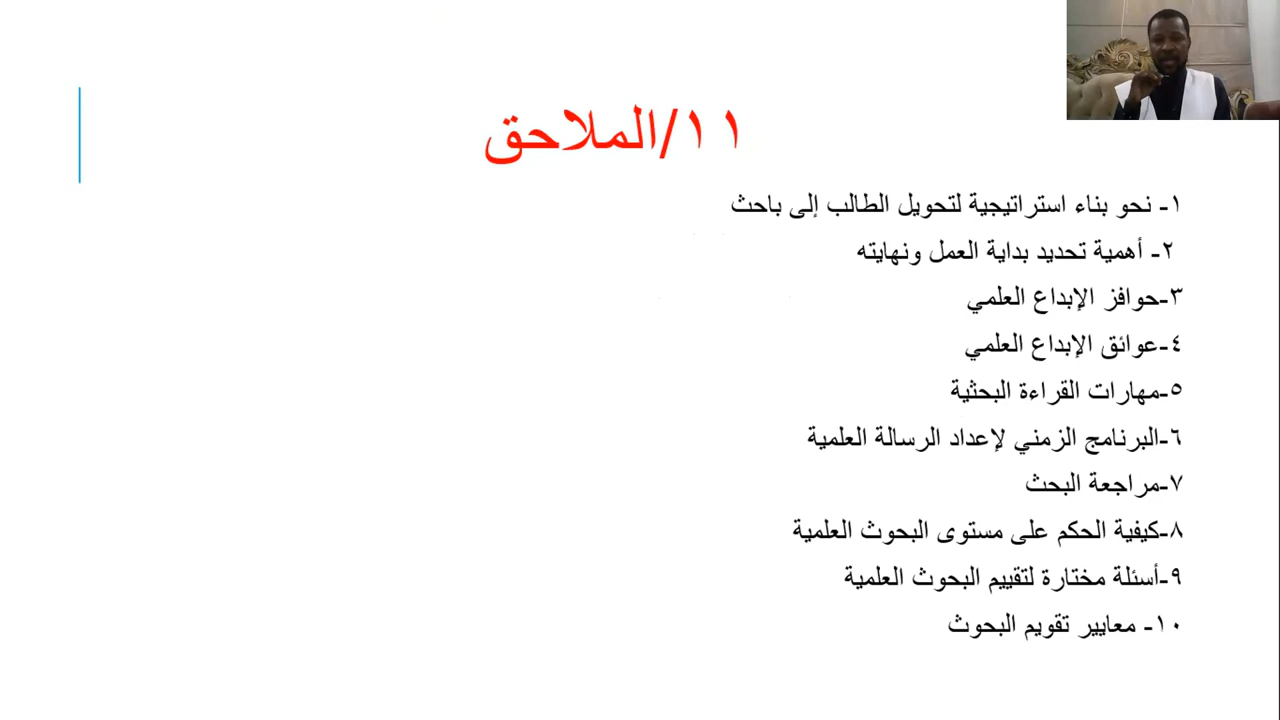 ١١/الملاحق
١- نحو بناء استراتيجية لتحويل الطالب إلى باحث
٢- أهمية تحديد بداية العمل ونهايته
٣-حوافز الإبداع العلمي
٤-عوائق الإبداع العلمي
٥-مهارات القراءة البحثية
٦-البرنامج الزمني لإعداد الرسالة العلمية
٧-مراجعة البحث
٨-كيفية الحكم على مستوى البحوث العلمية
٩-أسئلة مختارة لتقييم البحوث العلمية
١٠- معايير تقويم البحوث